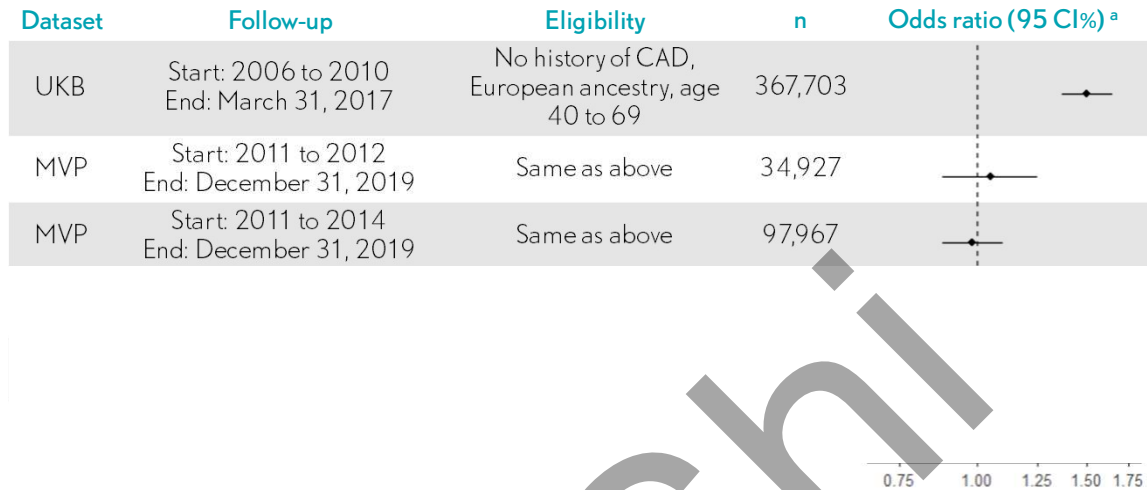 Dataset Follow-up Eligibility n Odds ratio (95 CI%) ᵃ
UKB
Start: 2006 to 2010
End: March 31, 2017
No history of CAD,
European ancestry, age
40 to 69
367,703
MVP
Start: 2011 to 2012
End: December 31, 2019
Same as above
34,927
MVP
Start: 2011 to 2014
End: December 31, 2019
Same as above
97,967
0.75 1.00 1.25 1.50 1.75